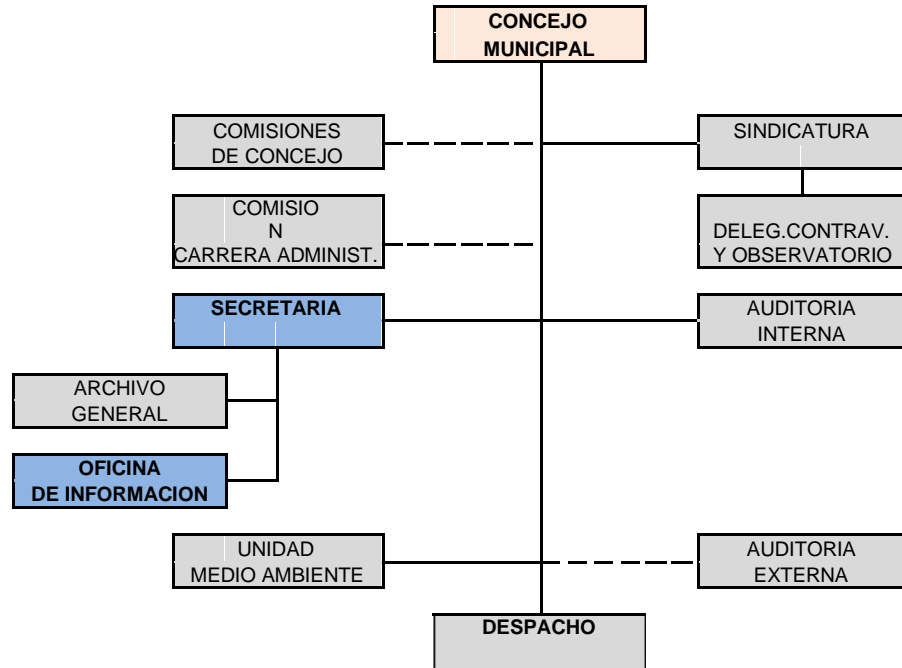 CONCEJO
MUNICIPAL
COMISIONES
DE CONCEJO
SINDICATURA
COMISIO
N
CARRERA ADMINIST.
DELEG.CONTRAV.
Y OBSERVATORIO
SECRETARIA
AUDITORIA
INTERNA
ARCHIVO
GENERAL
OFICINA
DE INFORMACION
UNIDAD
MEDIO AMBIENTE
AUDITORIA
EXTERNA
DESPACHO